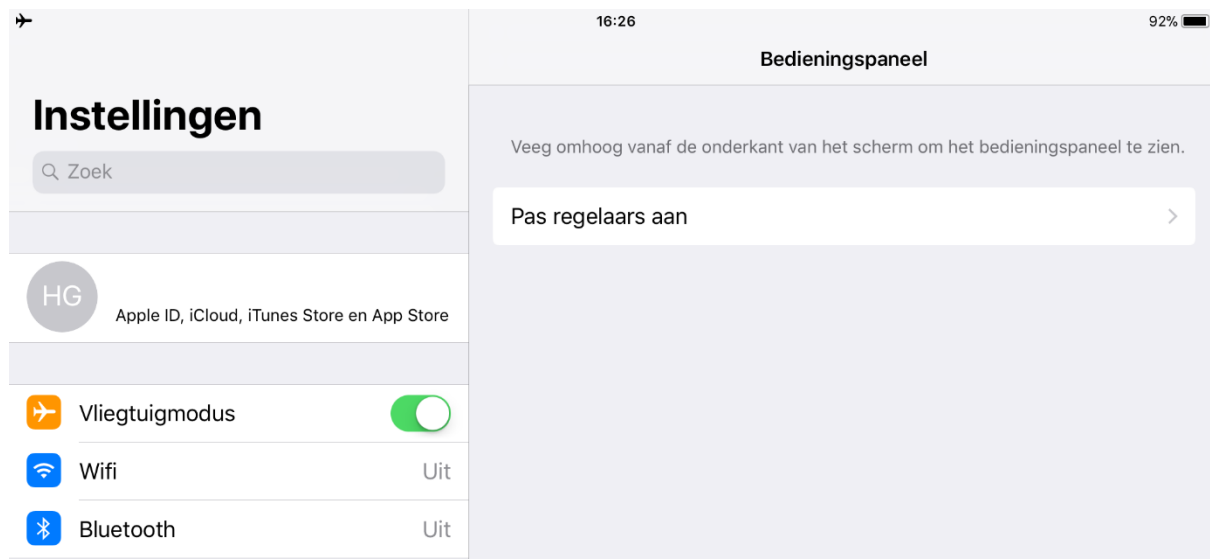 16:26
92%
Instellingen
Zoek
HG
Apple ID, iCloud, iTunes Store en App Store
Vliegtuigmodus
Wifi Uit
Bluetooth Uit
Bedieningspaneel
Veeg omhoog vanaf de onderkant van het scherm om het bedieningspaneel te zien.
Pas regelaars aan